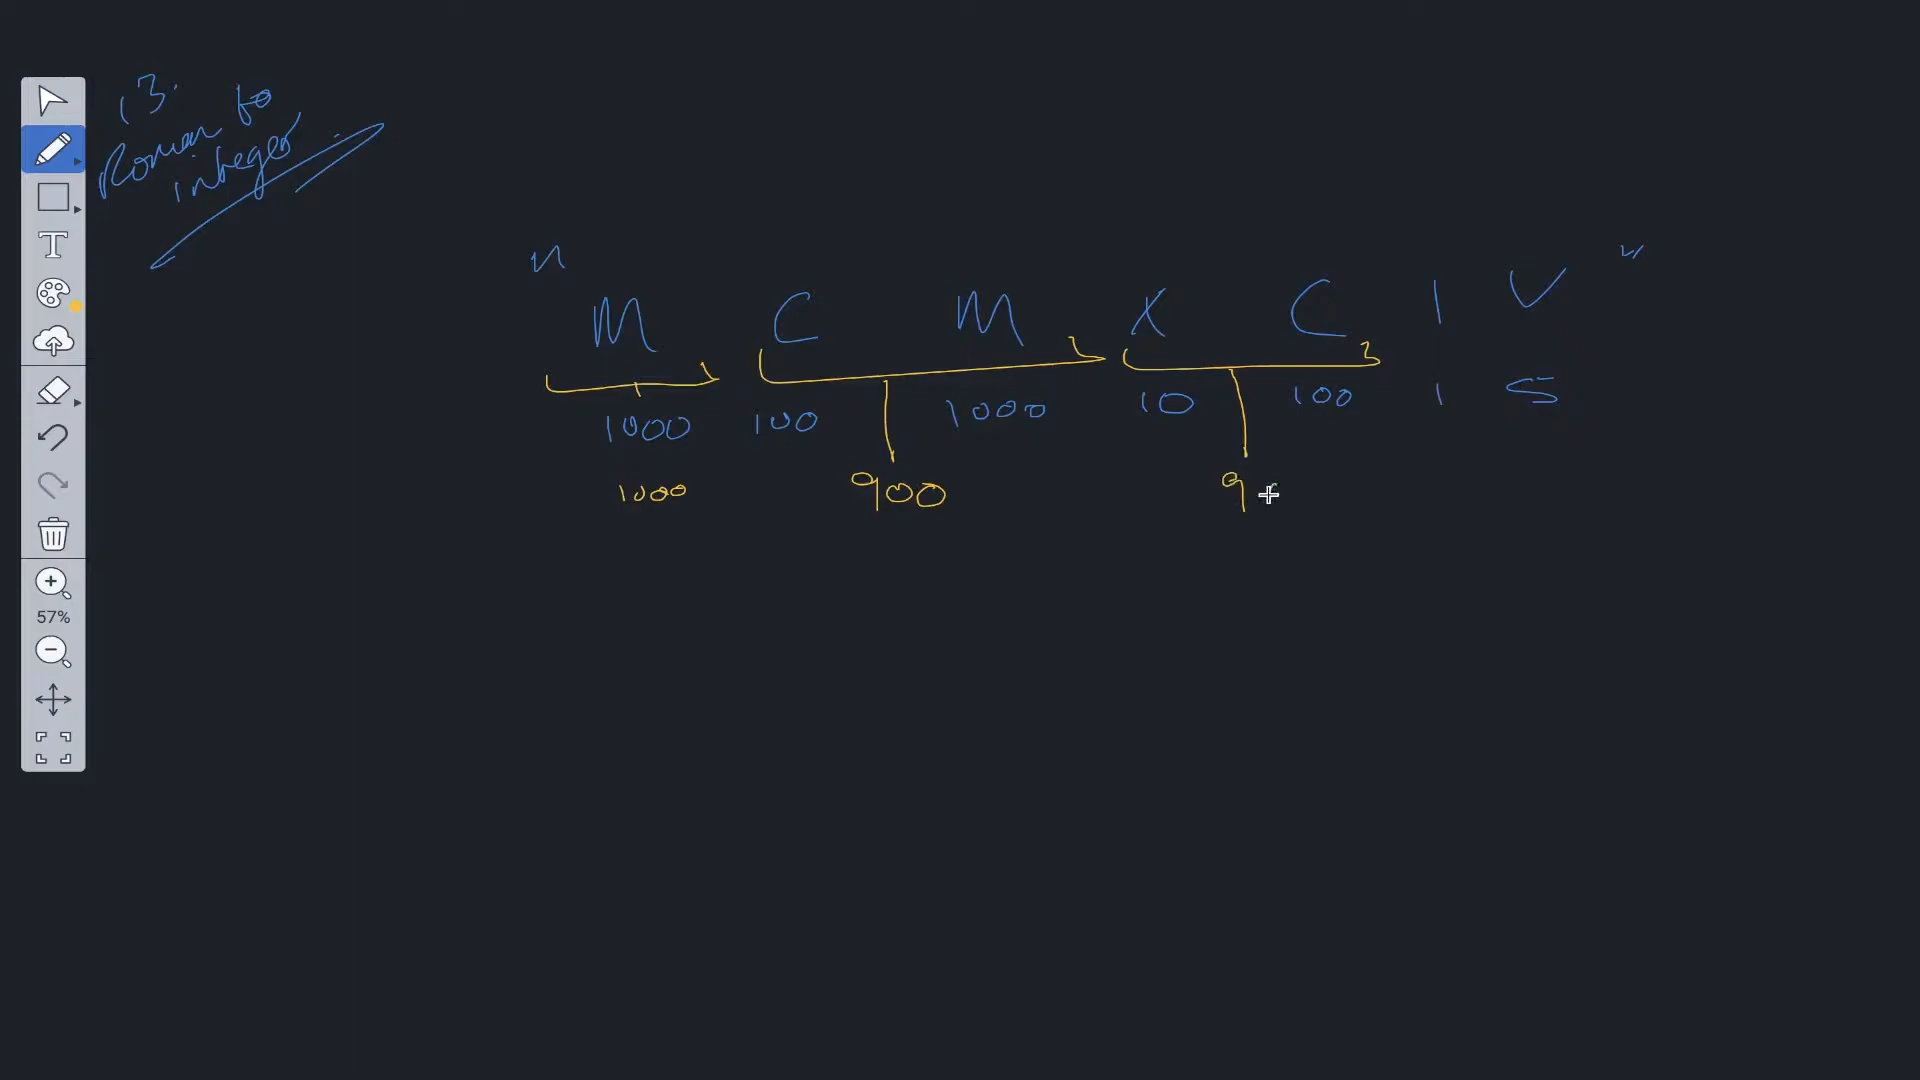 13.
Roman to
integer
"
M C M X C I V "
1000 100 1000 10 100 1 5
1000 900 9
T
57%